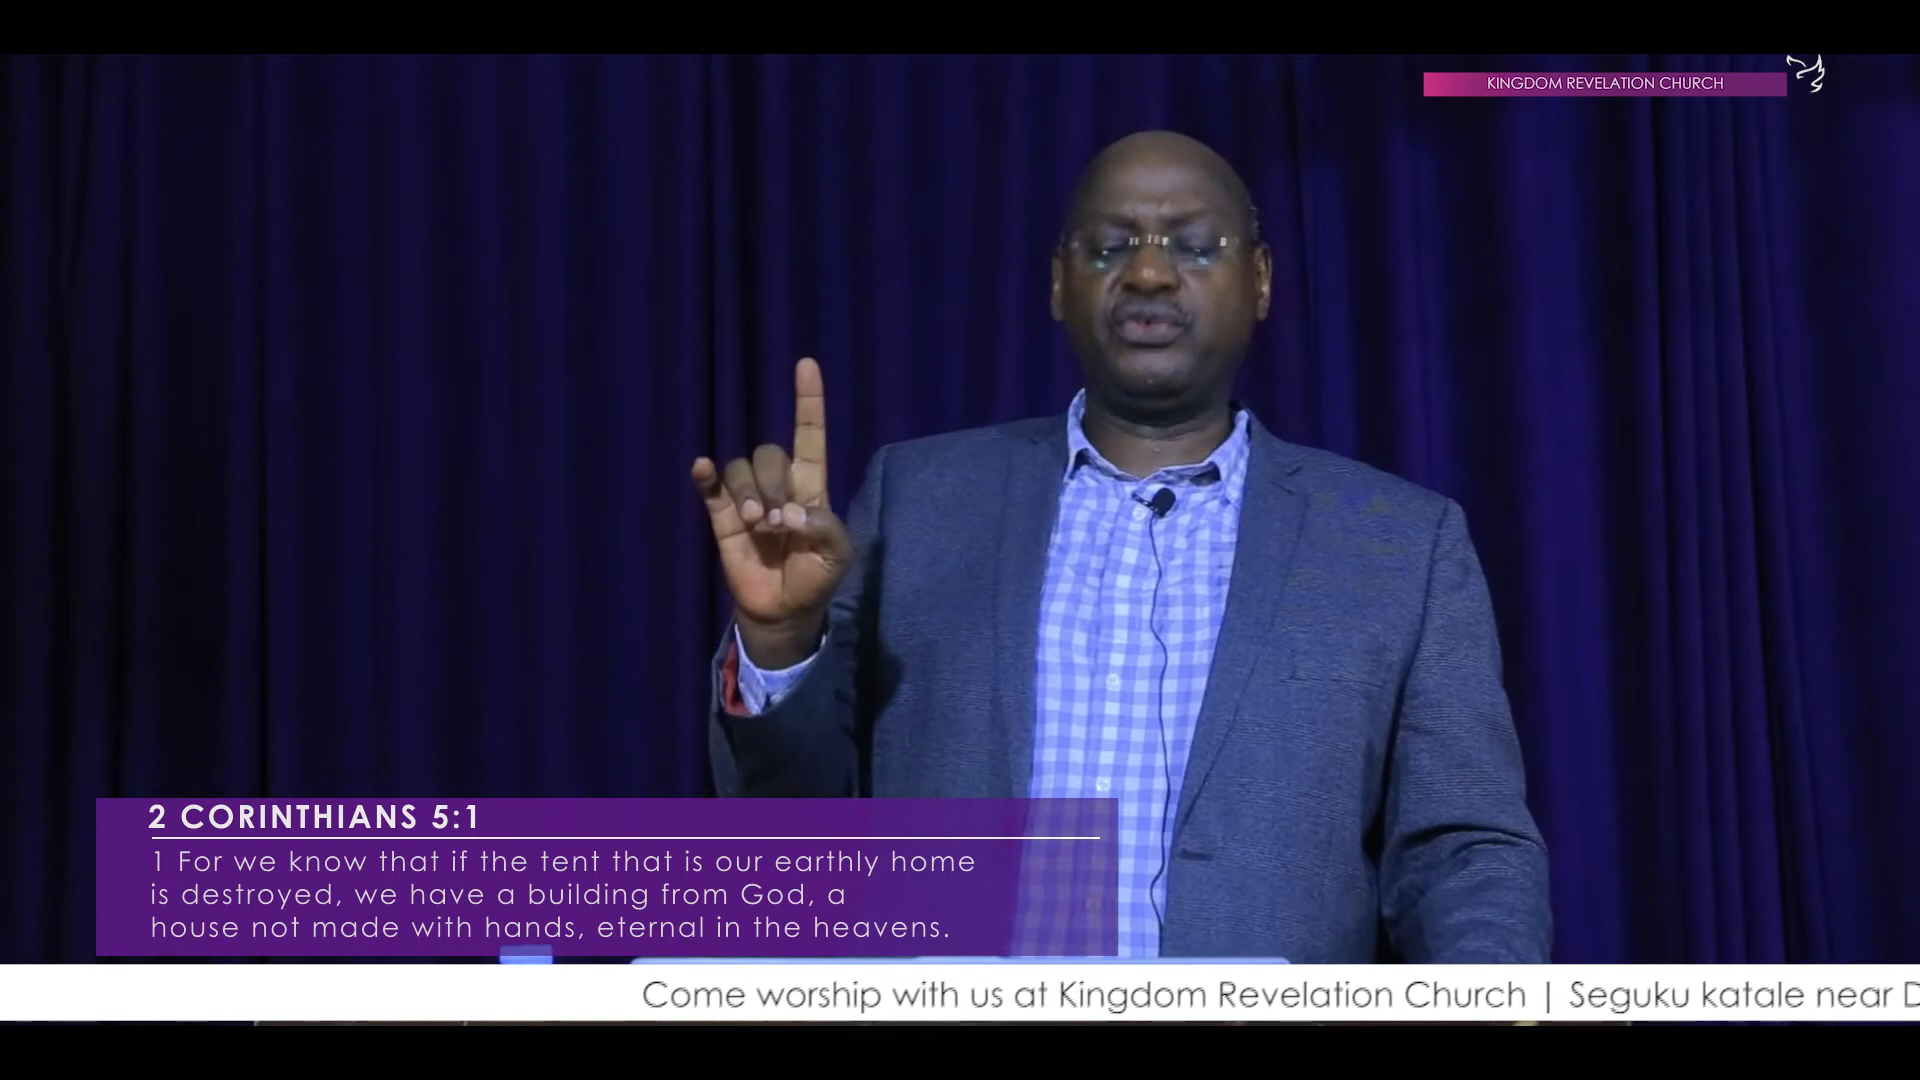 KINGDOM REVELATION CHURCH
2 CORINTHIANS 5:1
1 For we know that if the tent that is our earthly home
is destroyed, we have a building from God, a
house not made with hands, eternal in the heavens.
Come worship with us at Kingdom Revelation Church | Seguku katale near